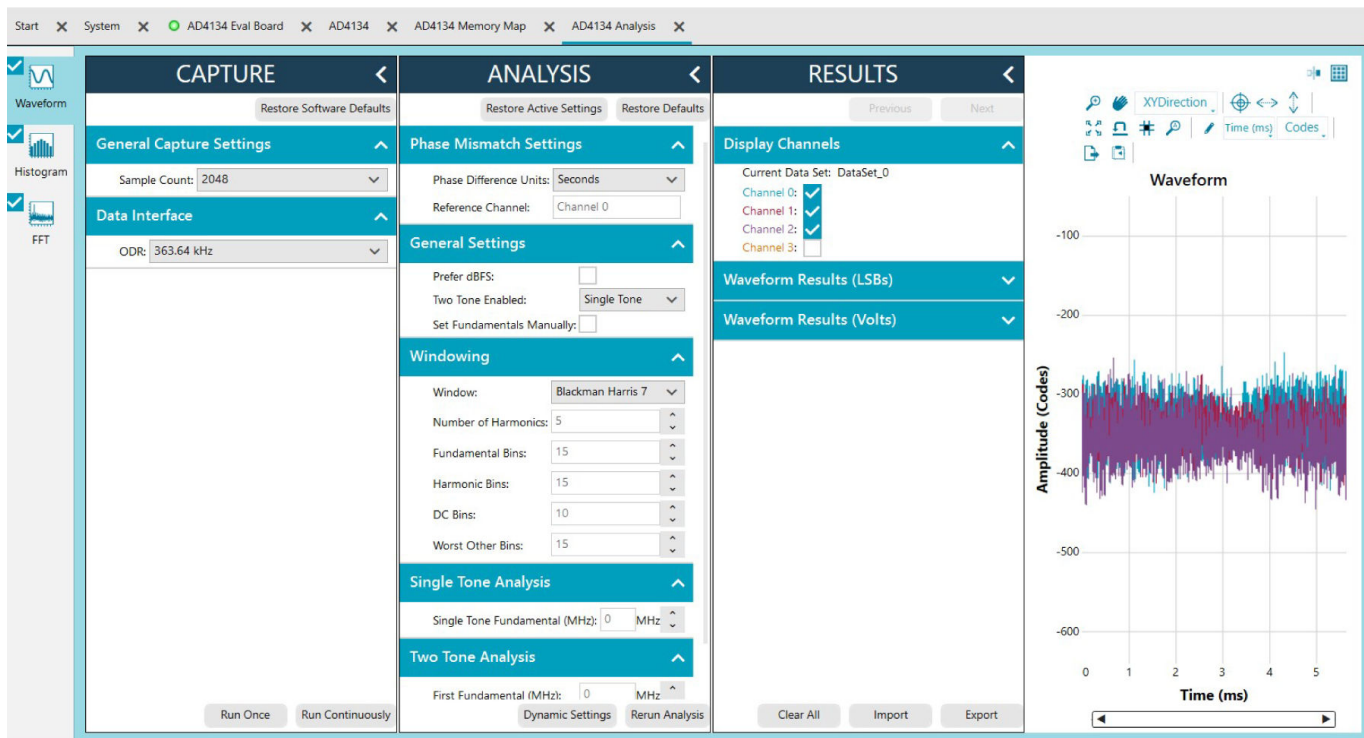 Start System AD4134 Eval Board AD4134 AD4134 Memory Map AD4134 Analysis
Waveform
Histogram
FFT
CAPTURE
Restore Software Defaults
General Capture Settings
Sample Count: 2048
Data Interface
ODR: 363.64 kHz
Run Once Run Continuously
ANALYSIS
Restore Active Settings Restore Defaults
Phase Mismatch Settings
Phase Difference Units: Seconds
Reference Channel: Channel 0
General Settings
Prefer dBFS:
Two Tone Enabled: Single Tone
Set Fundamentals Manually:
Windowing
Window: Blackman Harris 7
Number of Harmonics: 5
Fundamental Bins: 15
Harmonic Bins: 15
DC Bins: 10
Worst Other Bins: 15
Single Tone Analysis
Single Tone Fundamental (MHz): 0 MHz
Two Tone Analysis
First Fundamental (MHz): 0 MHz
Dynamic Settings Rerun Analysis
RESULTS
Previous Next
Display Channels
Current Data Set: DataSet_0
Channel 0:
Channel 1:
Channel 2:
Channel 3:
Waveform Results (LSBs)
Waveform Results (Volts)
Clear All Import Export
XYDirection
Time (ms) Codes
Waveform
Amplitude (Codes)
-100
-200
-300
-400
-500
-600
0 1 2 3 4 5
Time (ms)